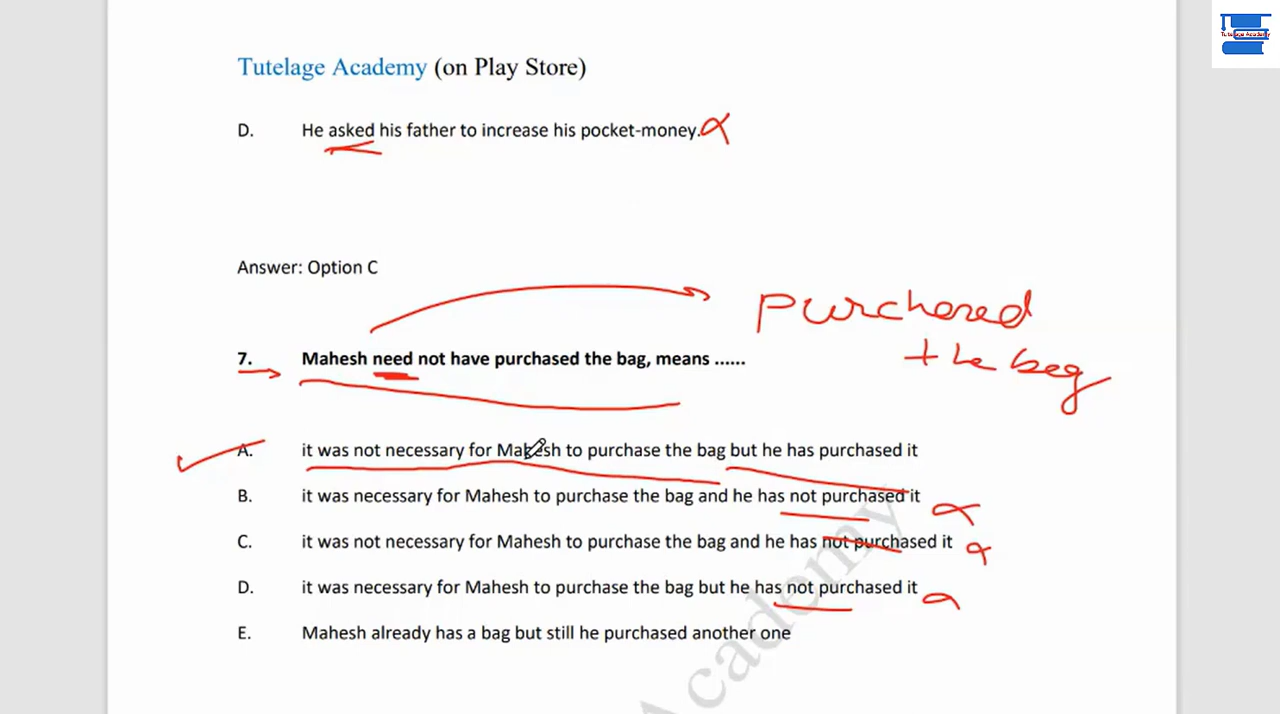 Tutelage Academy
Tutelage Academy (on Play Store)
D. He asked his father to increase his pocket-money.
Answer: Option C
purchased
the beg
7. Mahesh need not have purchased the bag, means ......
A. it was not necessary for Mahesh to purchase the bag but he has purchased it
B. it was necessary for Mahesh to purchase the bag and he has not purchased it
C. it was not necessary for Mahesh to purchase the bag and he has not purchased it
D. it was necessary for Mahesh to purchase the bag but he has not purchased it
E. Mahesh already has a bag but still he purchased another one
Academy